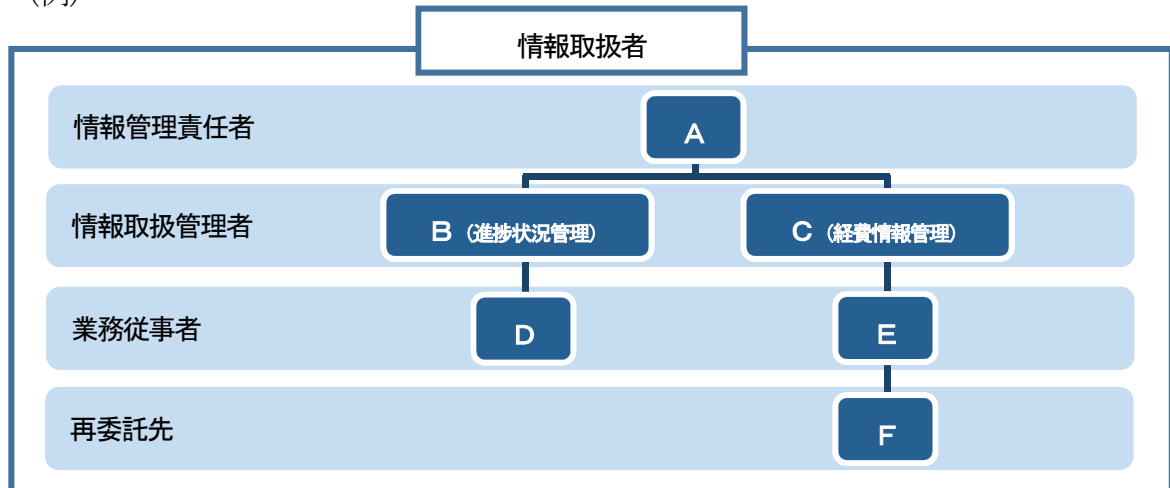 （例）
情報取扱者
情報管理責任者
A
情報取扱管理者
B（進捗状況管理）
C（経費情報管理）
業務従事者
D
E
再委託先
F